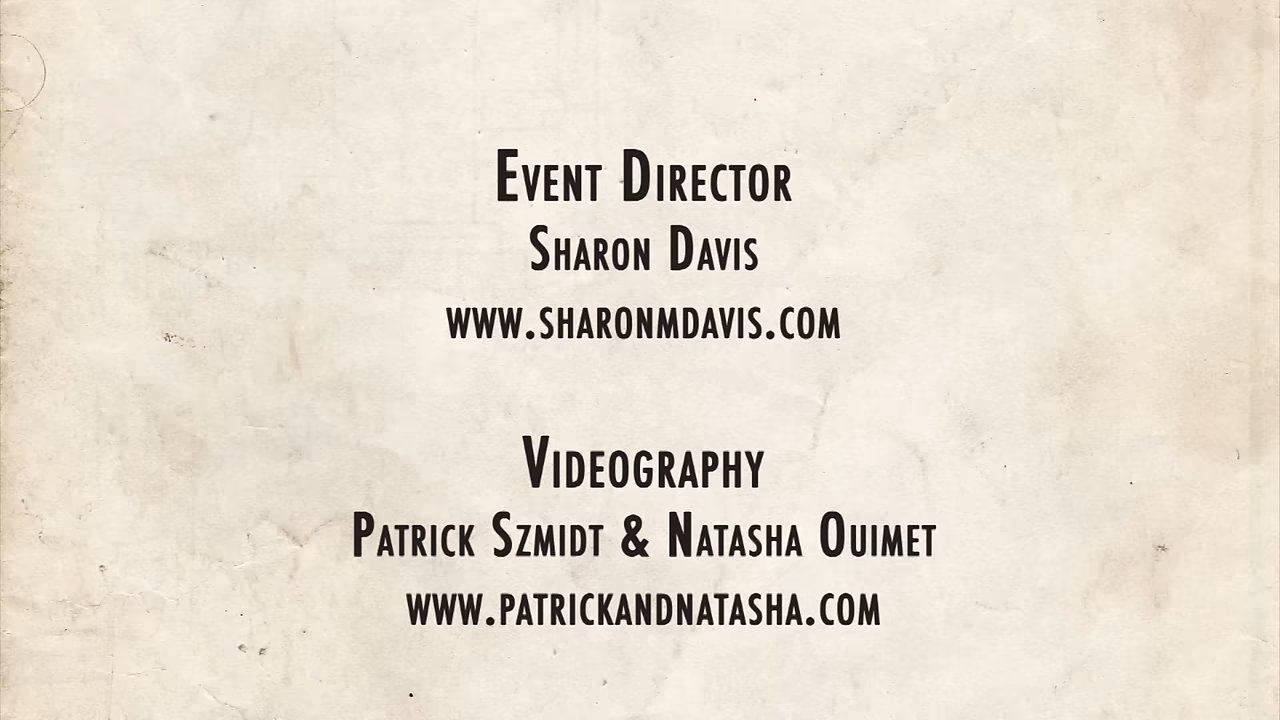 Event Director
Sharon Davis
www.sharonmdavis.com
Videography
Patrick Szmidt & Natasha Ouimet
www.patrickandnatasha.com